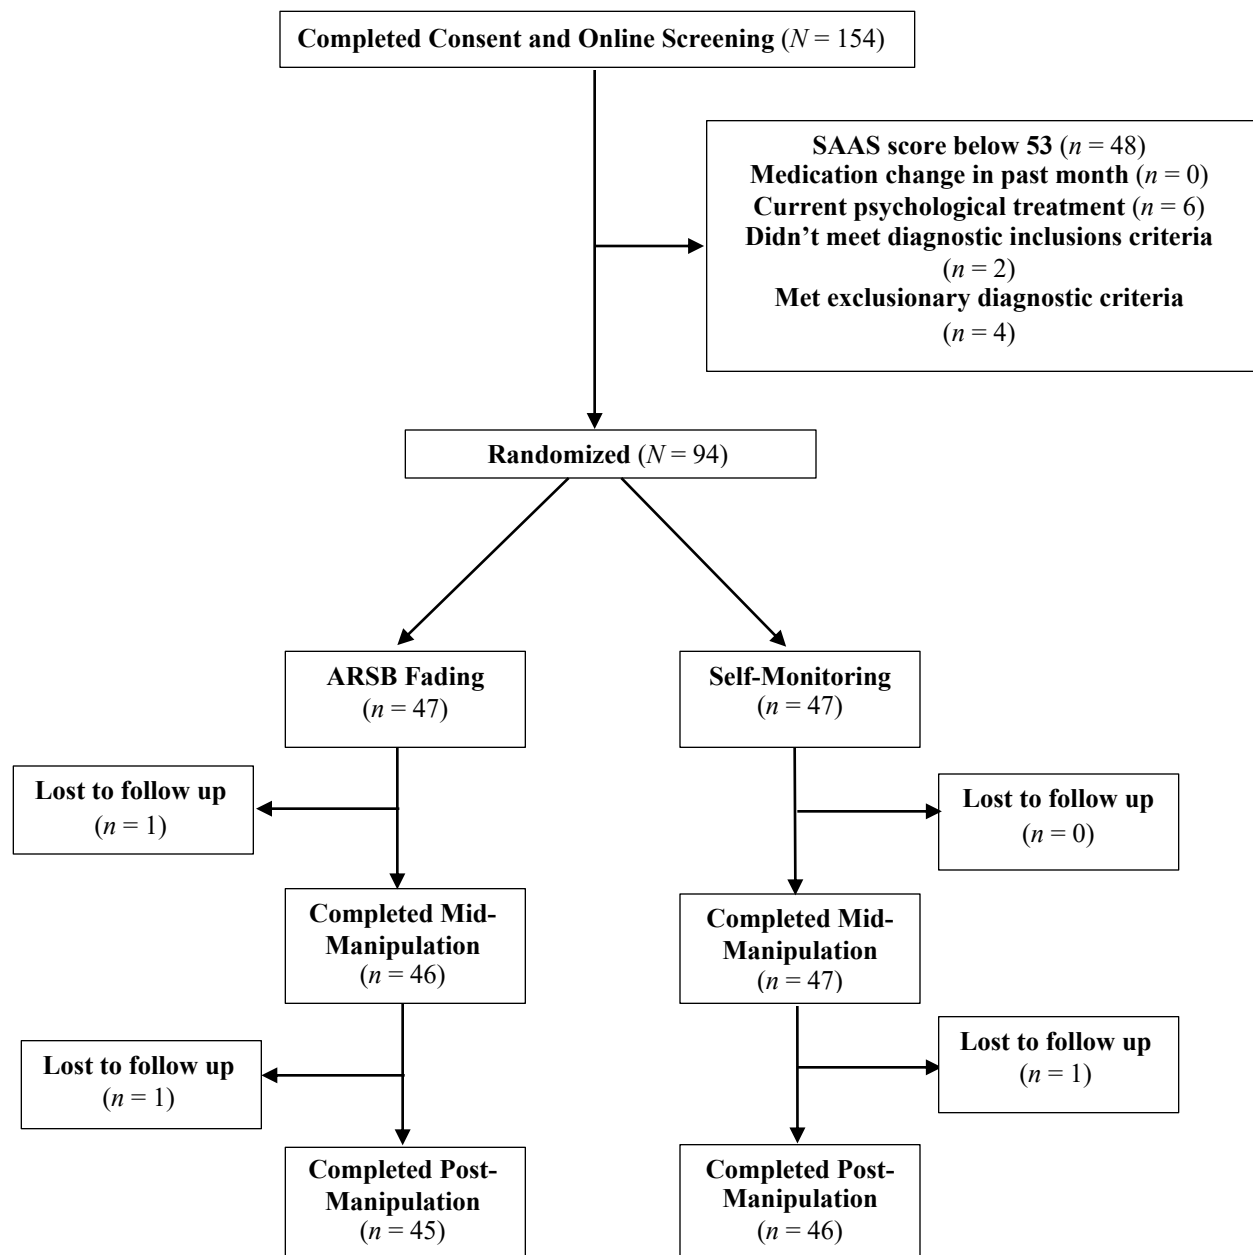 Completed Consent and Online Screening (N = 154)
SAAS score below 53 (n = 48)
Medication change in past month (n = 0)
Current psychological treatment (n = 6)
Didn’t meet diagnostic inclusions criteria
(n = 2)
Met exclusionary diagnostic criteria
(n = 4)
Randomized (N = 94)
ARSB Fading
(n = 47)
Self-Monitoring
(n = 47)
Lost to follow up
(n = 1)
Lost to follow up
(n = 0)
Completed Mid-
Manipulation
(n = 46)
Completed Mid-
Manipulation
(n = 47)
Lost to follow up
(n = 1)
Lost to follow up
(n = 1)
Completed Post-
Manipulation
(n = 45)
Completed Post-
Manipulation
(n = 46)